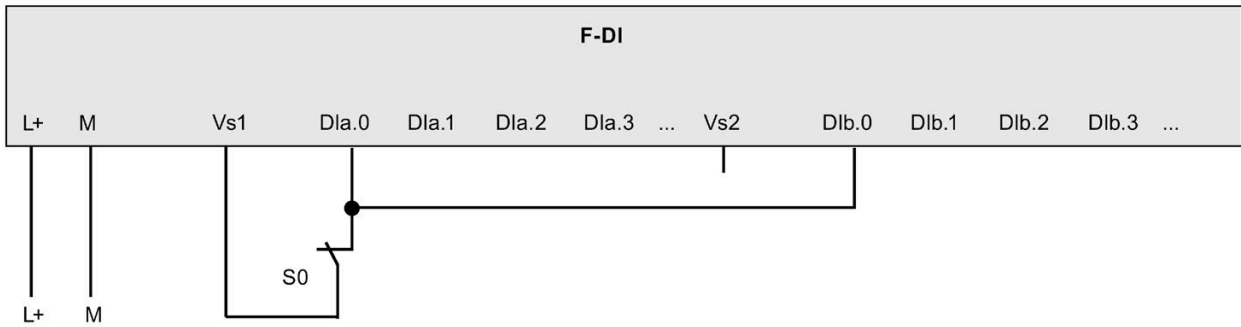 F-DI
L+ M Vs1 DIa.0 DIa.1 DIa.2 DIa.3 ... Vs2 DIb.0 DIb.1 DIb.2 DIb.3 ...
S0
L+ M